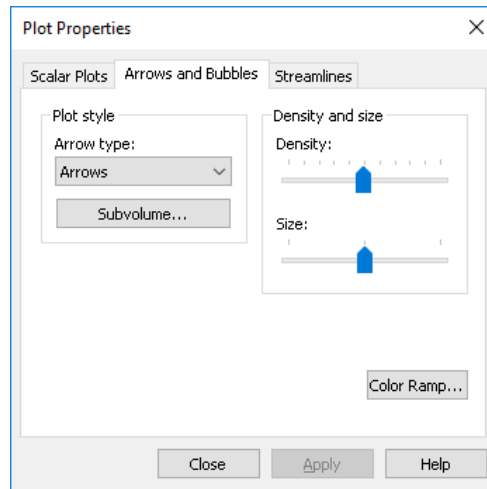 Plot Properties
Scalar Plots
Arrows and Bubbles
Streamlines
Plot style
Arrow type:
Arrows
Subvolume...
Density and size
Density:
Size:
Color Ramp...
Close
Apply
Help